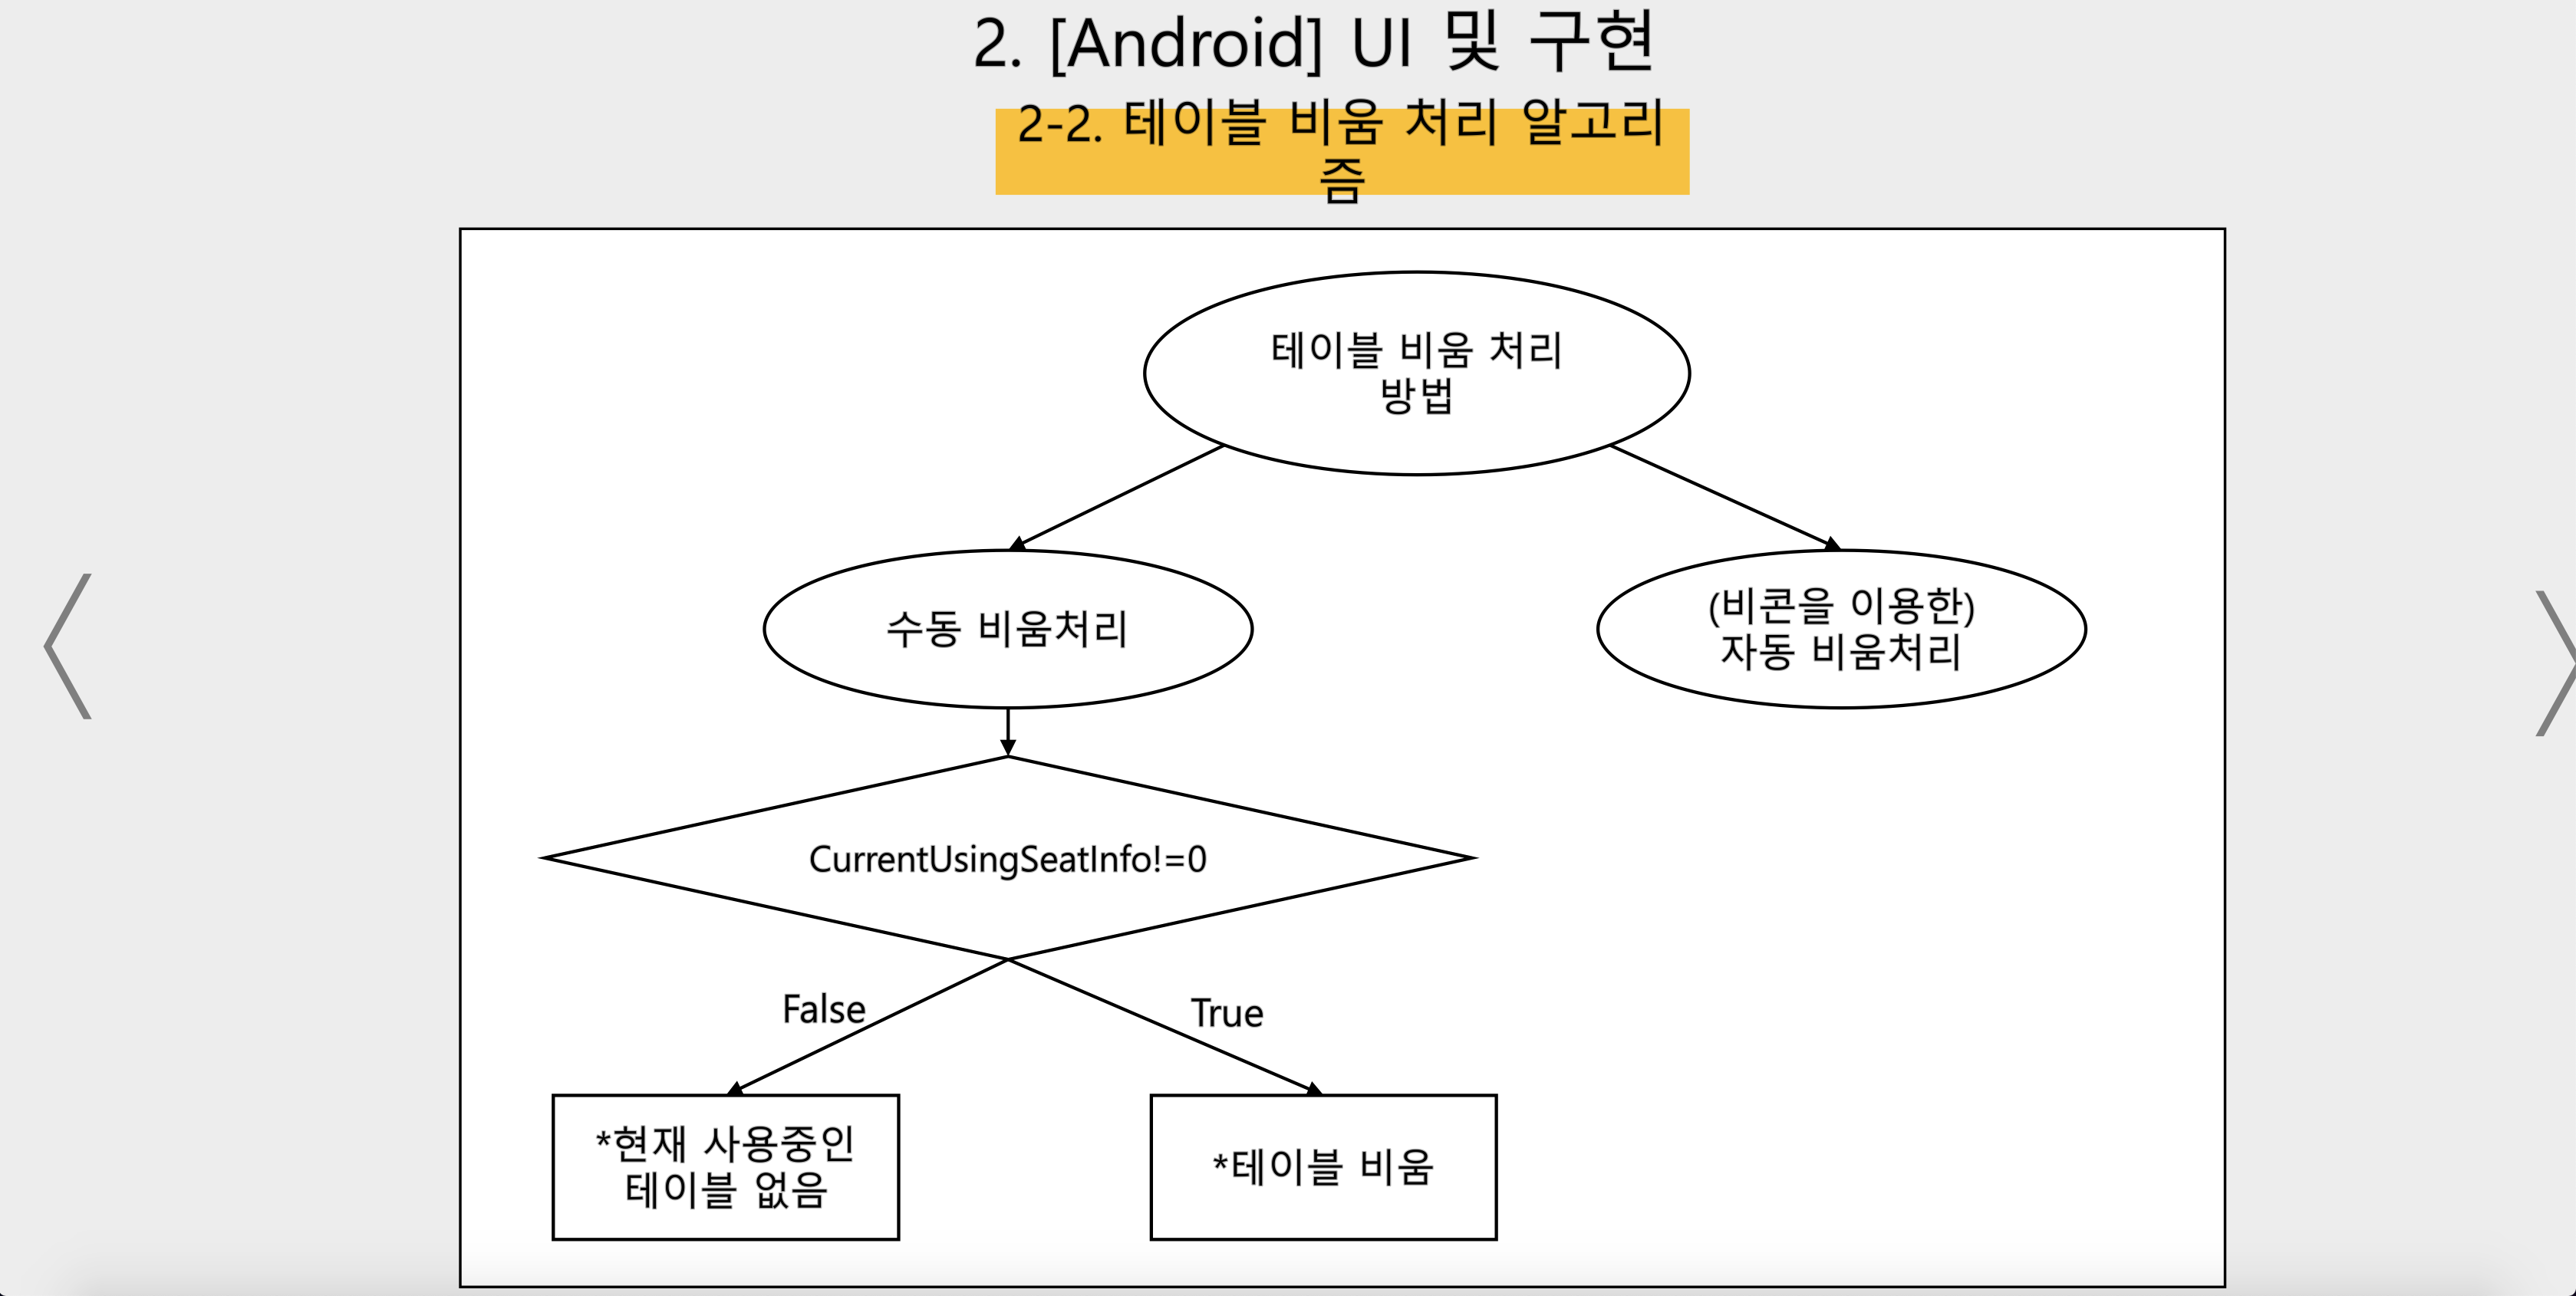 2. [Android] UI 및 구현
2-2. 테이블 비움 처리 알고리
즘
테이블 비움 처리
방법
수동 비움처리
(비콘을 이용한)
자동 비움처리
CurrentUsingSeatInfo!=0
False
True
*현재 사용중인
테이블 없음
*테이블 비움